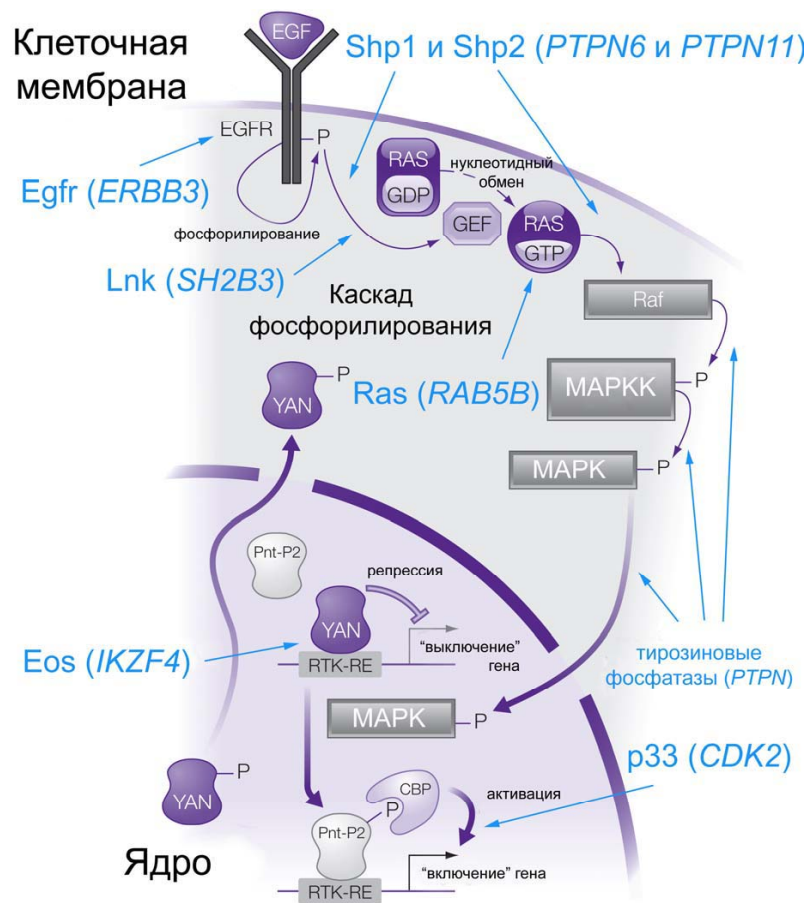 EGF
Клеточная
мембрана
Shp1 и Shp2 (PTPN6 и PTPN11)
EGFR
P
RAS
GDP
нуклеотидный
обмен
Egfr (ERBB3)
GEF
RAS
GTP
фосфорилирование
Lnk (SH2B3)
Raf
Каскад
фосфорилирования
P
YAN
Ras (RAB5B)
MAPKK
P
MAPK
P
Pnt-P2
репрессия
YAN
Eos (IKZF4)
"выключение"
гена
RTK-RE
тирозиновые
фосфатазы (PTPN)
MAPK
P
p33 (CDK2)
P
YAN
CBP
активация
P
Pnt-P2
Ядро
"включение" гена
RTK-RE